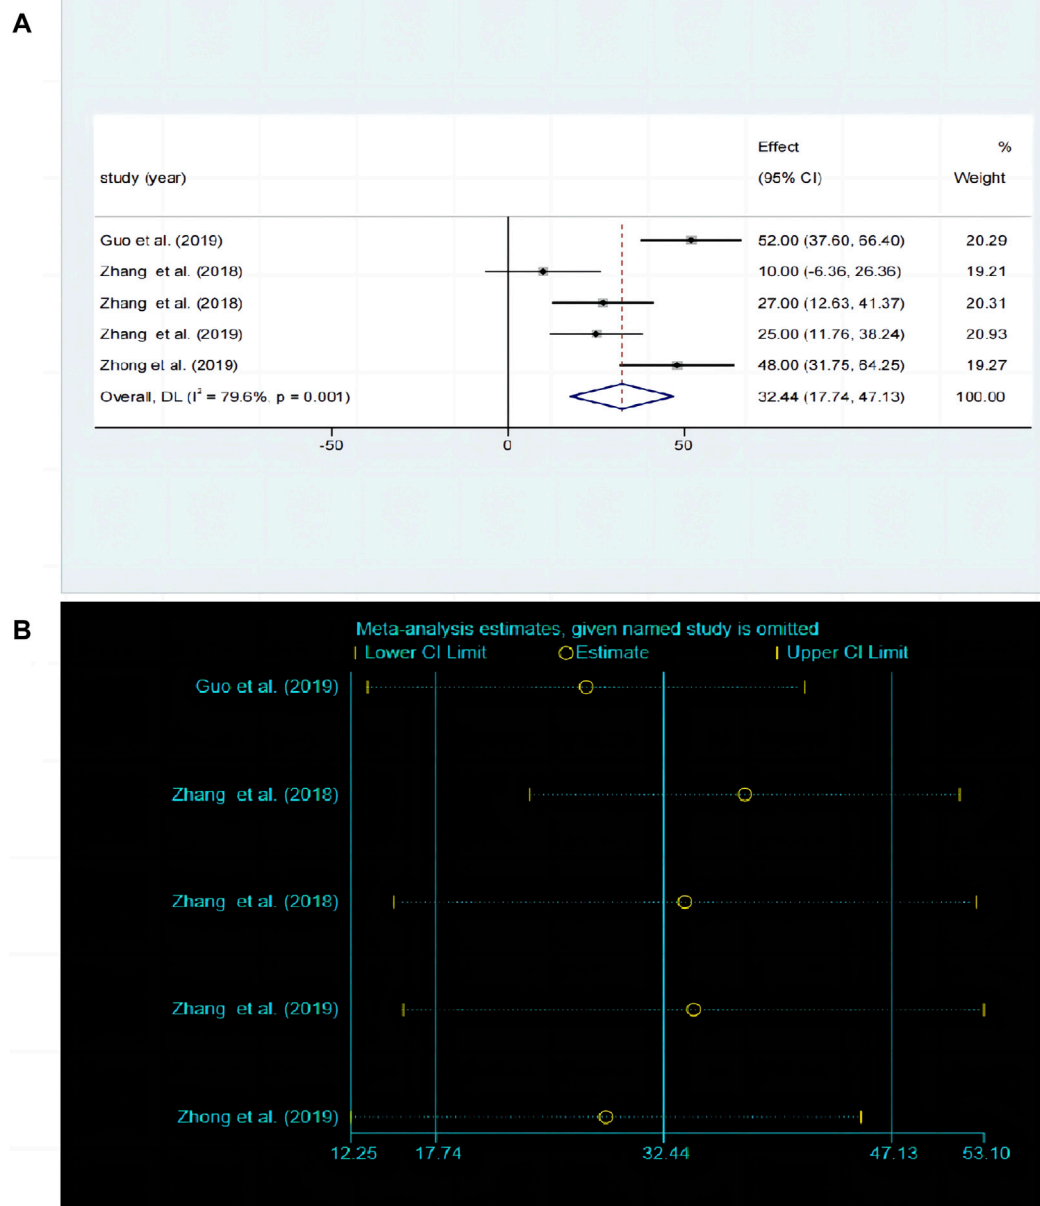 A
Effect %
study (year) (95% CI) Weight
Guo et al. (2019) 52.00 (37.60, 66.40) 20.29
Zhang et al. (2018) 10.00 (-6.36, 26.36) 19.21
Zhang et al. (2018) 27.00 (12.63, 41.37) 20.31
Zhang et al. (2019) 25.00 (11.76, 38.24) 20.93
Zhong et al. (2019) 48.00 (31.75, 64.25) 19.27
Overall, DL (I² = 79.6%, p = 0.001) 32.44 (17.74, 47.13) 100.00
-50 0 50
B
Meta-analysis estimates, given named study is omitted
Lower CI Limit Estimate Upper CI Limit
Guo et al. (2019)
Zhang et al. (2018)
Zhang et al. (2018)
Zhang et al. (2019)
Zhong et al. (2019)
12.25 17.74 32.44 47.13 53.10